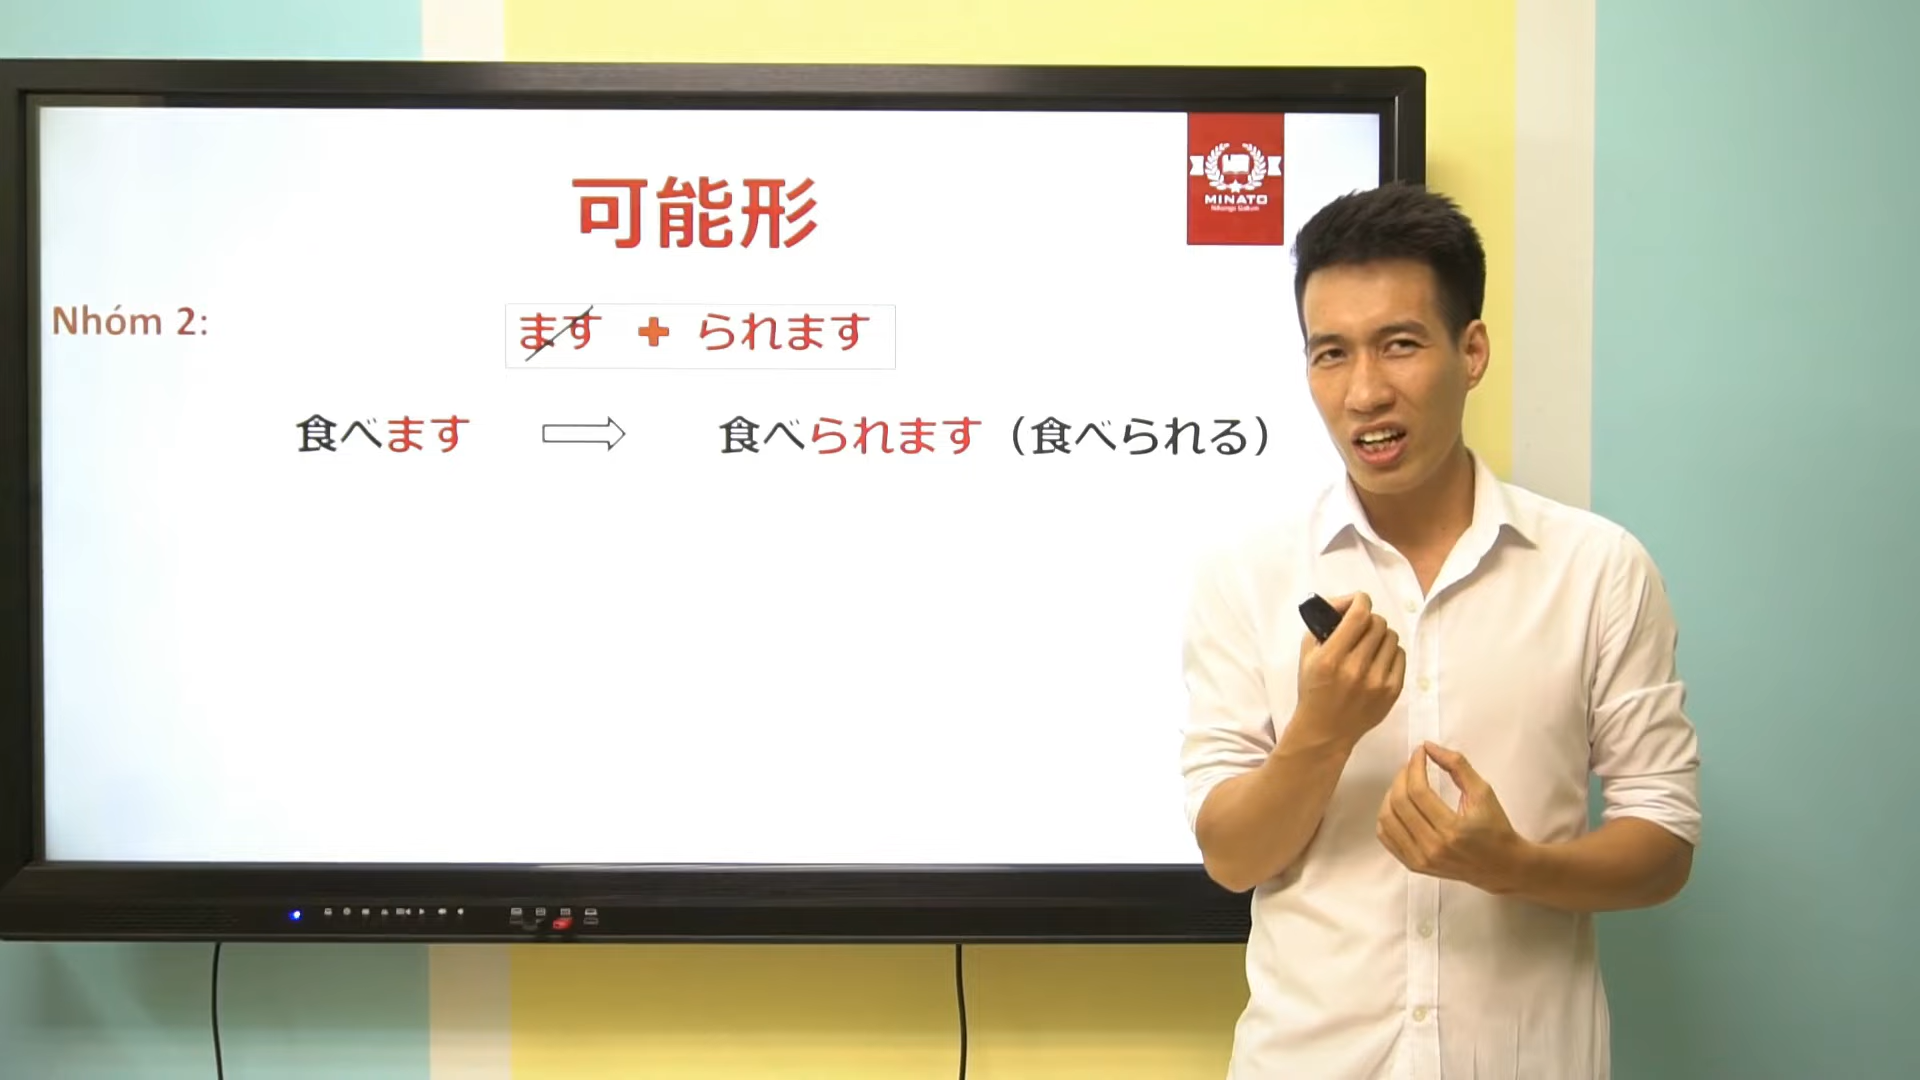 可能形
MINATO
Nhóm 2:
ます + られます
食べます ⇨ 食べられます（食べられる）